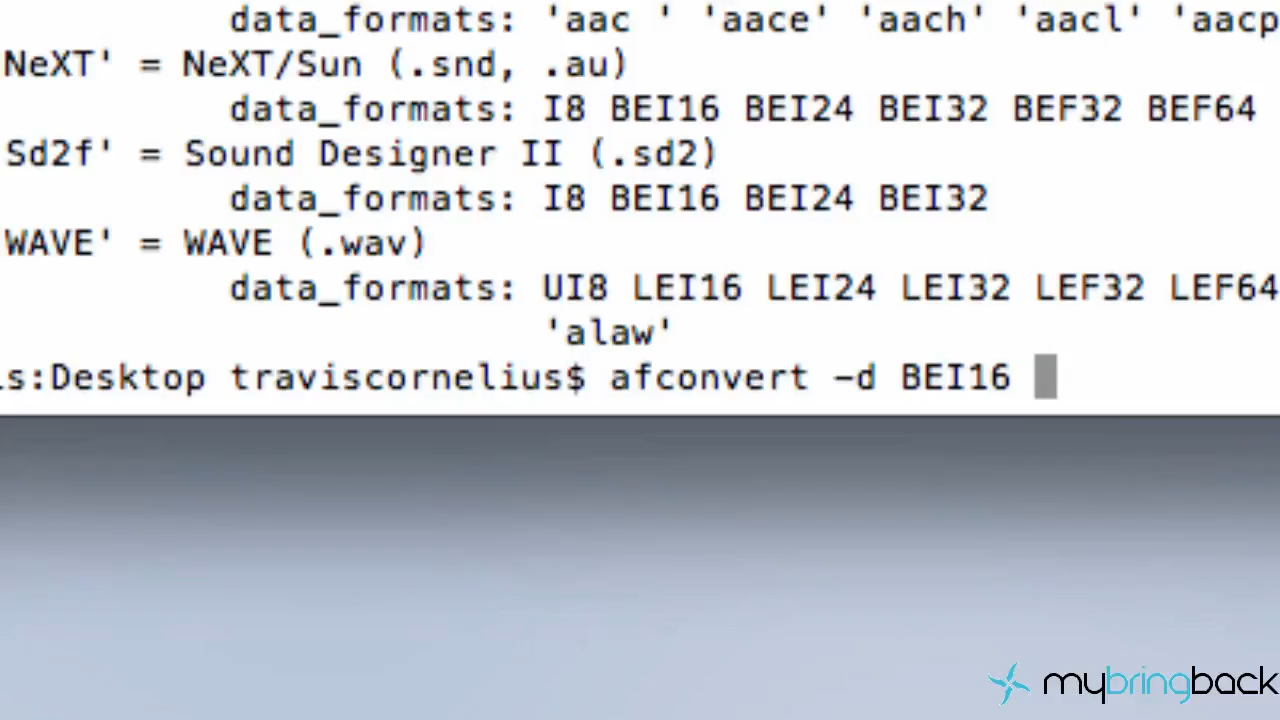 data_formats: 'aac ' 'aace' 'aach' 'aacl' 'aacp
NeXT' = NeXT/Sun (.snd, .au)
data_formats: I8 BEI16 BEI24 BEI32 BEF32 BEF64
Sd2f' = Sound Designer II (.sd2)
data_formats: I8 BEI16 BEI24 BEI32
WAVE' = WAVE (.wav)
data_formats: UI8 LEI16 LEI24 LEI32 LEF32 LEF64
'alaw'
s:Desktop traviscornelius$ afconvert -d BEI16
mybringback